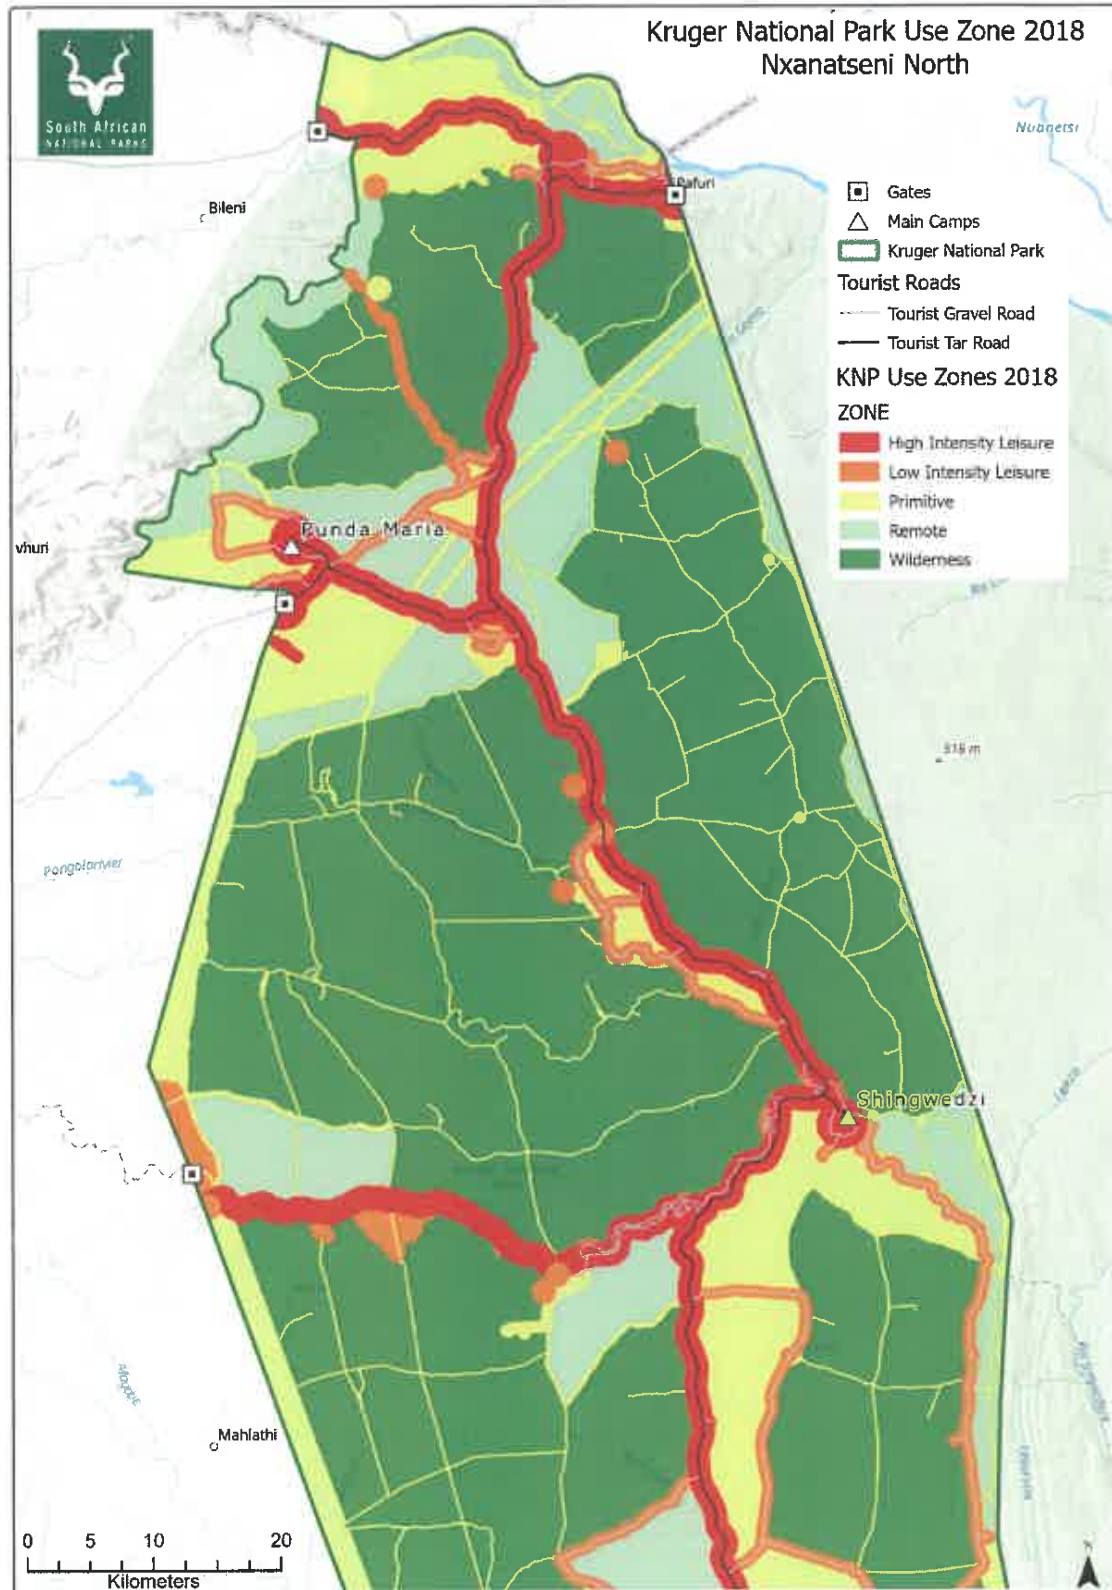 Kruger National Park Use Zone 2018
Nxanatseni North
South African
NATIONAL PARKS
Nuanetsi
Pafuri
Bileni
Gates
Main Camps
Kruger National Park
Tourist Roads
Tourist Gravel Road
Tourist Tar Road
KNP Use Zones 2018
ZONE
High Intensity Leisure
Low Intensity Leisure
Primitive
Remote
Wilderness
Punda Maria
vhuri
318 m
Shingwedzi
Mahlathi
0 5 10 20
Kilometers